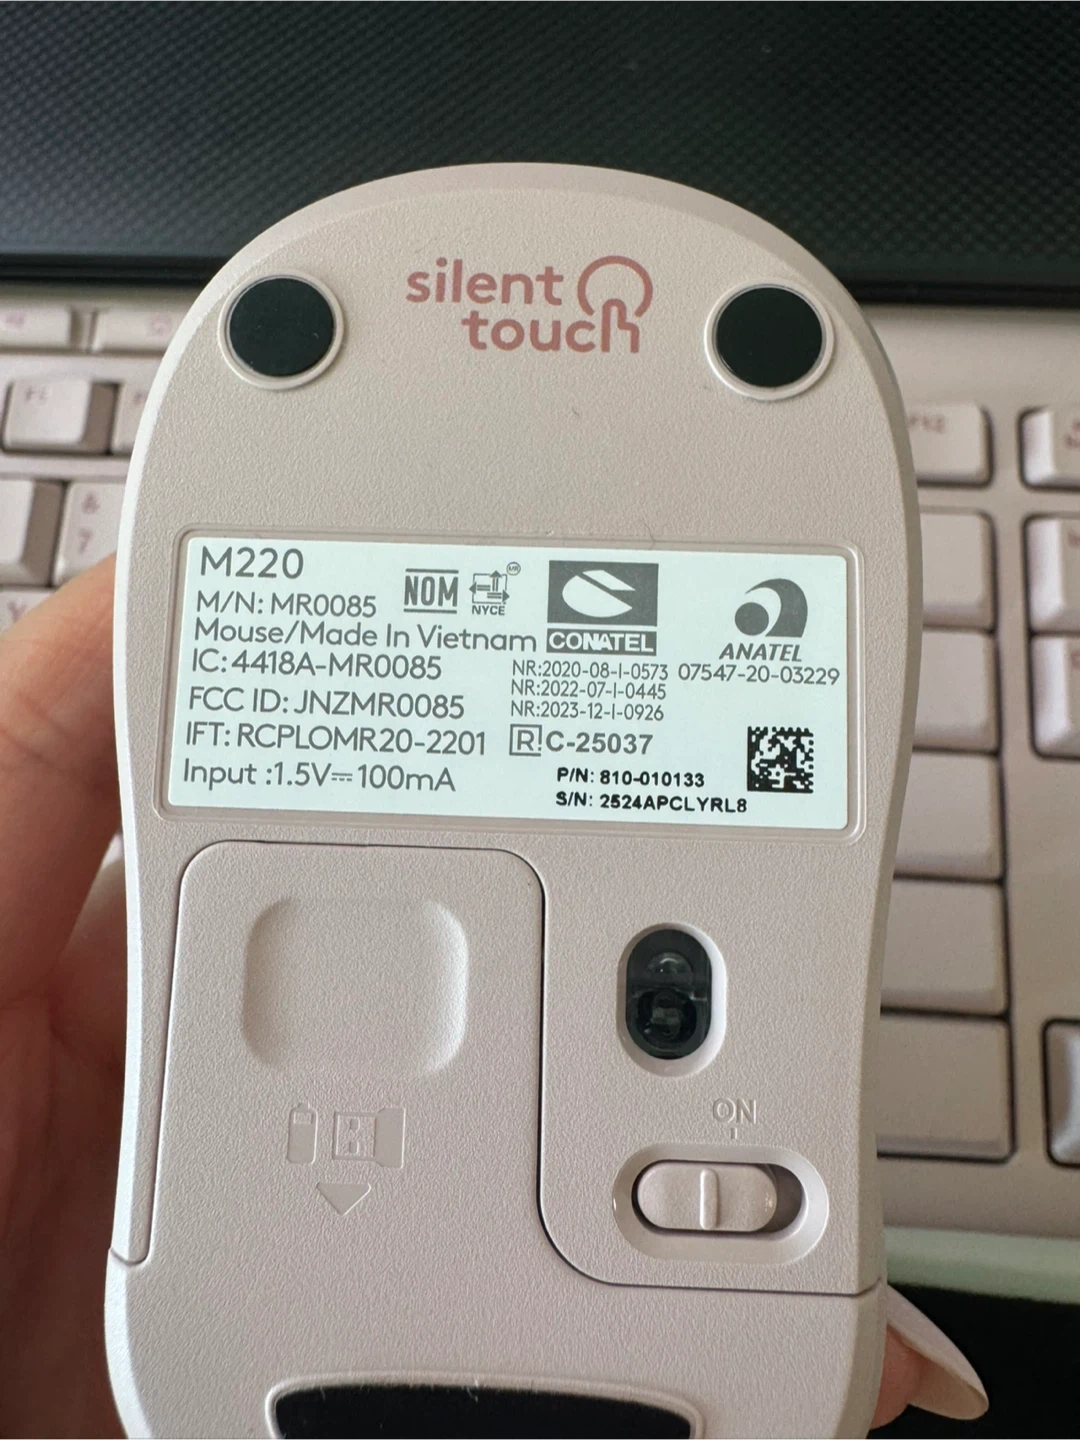 silent
touch
M220
M/N: MR0085
NOM
NYCE
CONATEL
ANATEL
Mouse/Made In Vietnam
IC: 4418A-MR0085
NR:2020-08-I-0573
07547-20-03229
NR:2022-07-I-0445
FCC ID: JNZMR0085
NR:2023-12-I-0926
IFT: RCPLOMR20-2201
R C-25037
Input :1.5V⎓100mA
P/N: 810-010133
S/N: 2524APCLYRL8
ON
F12
&
7